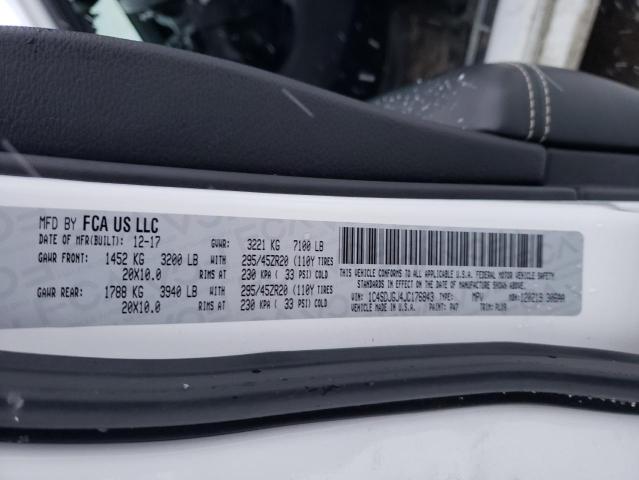 MFD BY FCA US LLC
DATE OF MFR(BUILT): 12-17 GVWR: 3221 KG 7100 LB
GAWR FRONT: 1452 KG 3200 LB WITH 295/45ZR20 (110Y TIRES
20X10.0 RIMS AT 230 KPA ( 33 PSI) COLD
GAWR REAR: 1788 KG 3940 LB WITH 295/45ZR20 (110Y TIRES
20X10.0 RIMS AT 230 KPA ( 33 PSI) COLD
THIS VEHICLE CONFORMS TO ALL APPLICABLE U.S.A. FEDERAL MOTOR VEHICLE SAFETY
STANDARDS IN EFFECT ON THE DATE OF MANUFACTURE SHOWN ABOVE.
VIN: 1C4SDJGJ4JC176843 TYPE: MPV MDH:
VEHICLE MADE IN U.S.A. PAINT: PW7 TRIM: